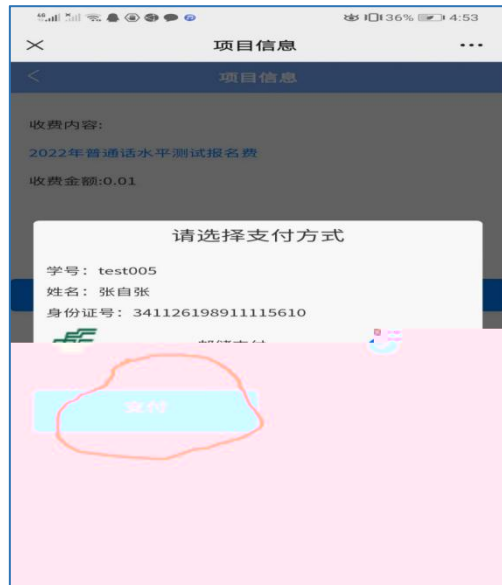 4:53
36%
项目信息
项目信息
收费内容:
2022年普通话水平测试报名费
收费金额:0.01
请选择支付方式
学号：test005
姓名：张自张
身份证号：341126198911115610
支付